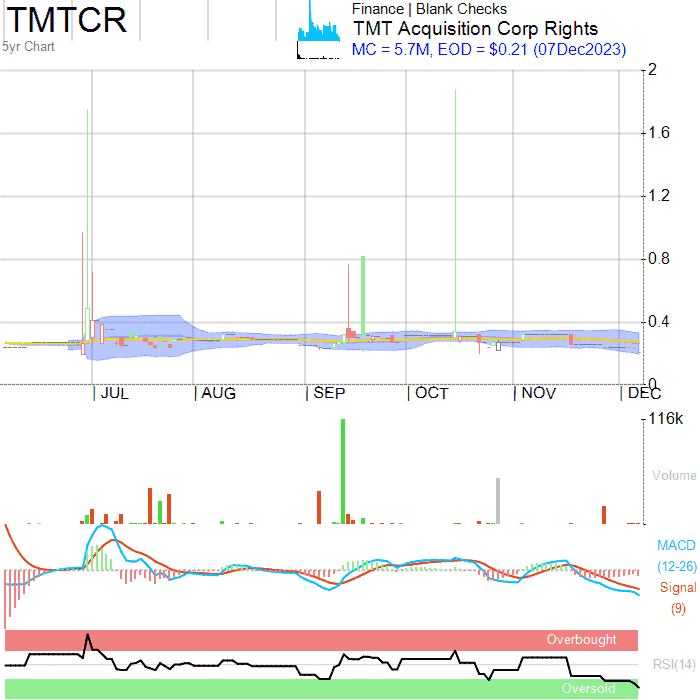 TMTCR
5yr Chart
Finance | Blank Checks
TMT Acquisition Corp Rights
MC = 5.7M, EOD = $0.21 (07Dec2023)
2
1.6
1.2
0.8
0.4
0
JUL AUG SEP OCT NOV DEC
116k
Volume
MACD
(12-26)
Signal
(9)
Overbought
RSI(14)
Oversold